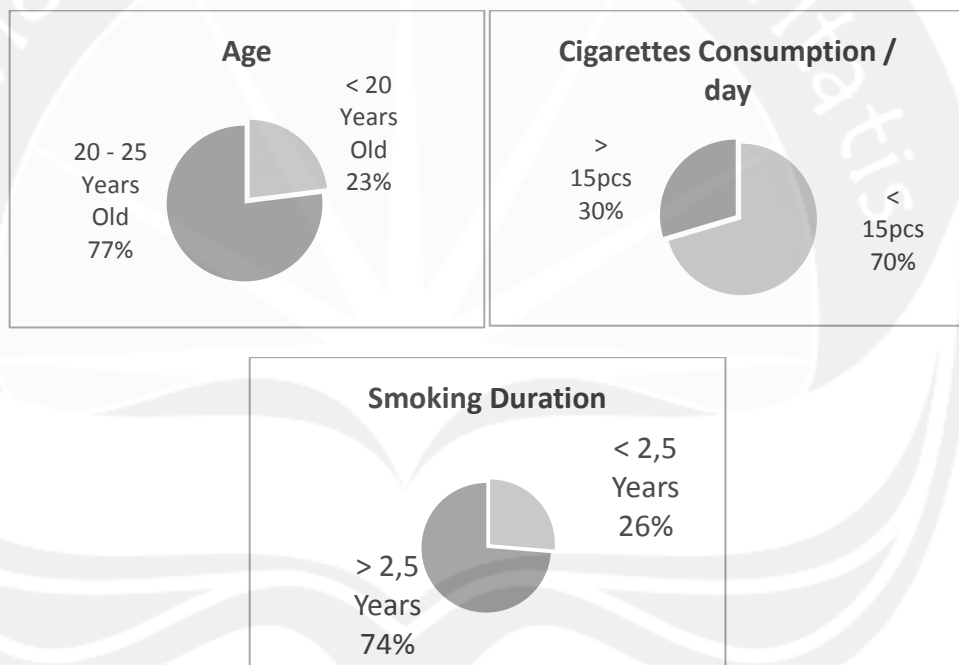 Age
< 20
Years
Old
23%
20 - 25
Years
Old
77%
Cigarettes Consumption /
day
>
15pcs
30%
<
15pcs
70%
Smoking Duration
< 2,5
Years
26%
> 2,5
Years
74%